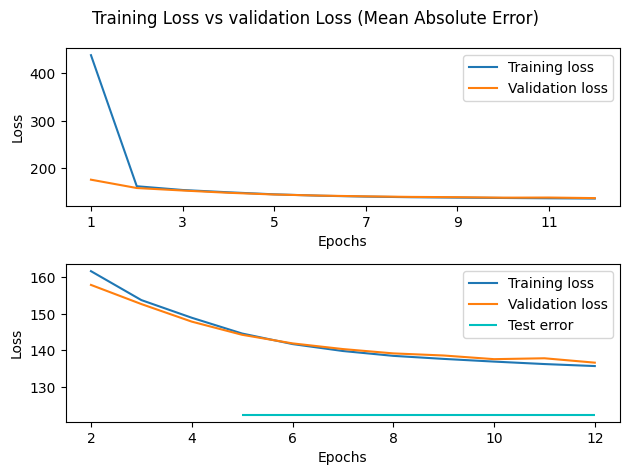 Training Loss vs validation Loss (Mean Absolute Error)
400
300
200
Loss
Training loss
Validation loss
1 3 5 7 9 11
Epochs
160
150
140
130
Loss
Training loss
Validation loss
Test error
2 4 6 8 10 12
Epochs